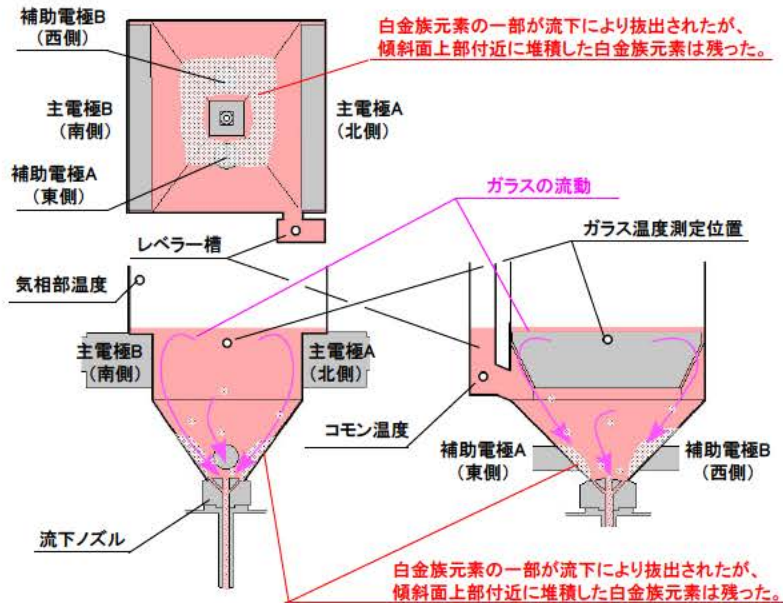 補助電極B
(西側)
白金族元素の一部が流下により抜出されたが、
傾斜面上部付近に堆積した白金族元素は残った。
主電極B
(南側)
主電極A
(北側)
補助電極A
(東側)
ガラスの流動
レベラー槽
ガラス温度測定位置
気相部温度
主電極B
(南側)
主電極A
(北側)
コモン温度
補助電極A
(東側)
補助電極B
(西側)
流下ノズル
白金族元素の一部が流下により抜出されたが、
傾斜面上部付近に堆積した白金族元素は残った。